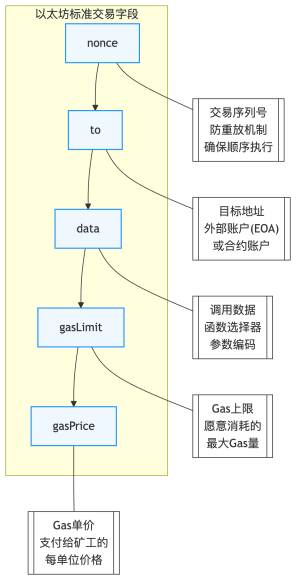 以太坊标准交易字段
nonce
交易序列号
防重放机制
确保顺序执行
to
目标地址
外部账户(EOA)
或合约账户
data
调用数据
函数选择器
参数编码
gasLimit
Gas上限
愿意消耗的
最大Gas量
gasPrice
Gas单价
支付给矿工的
每单位价格